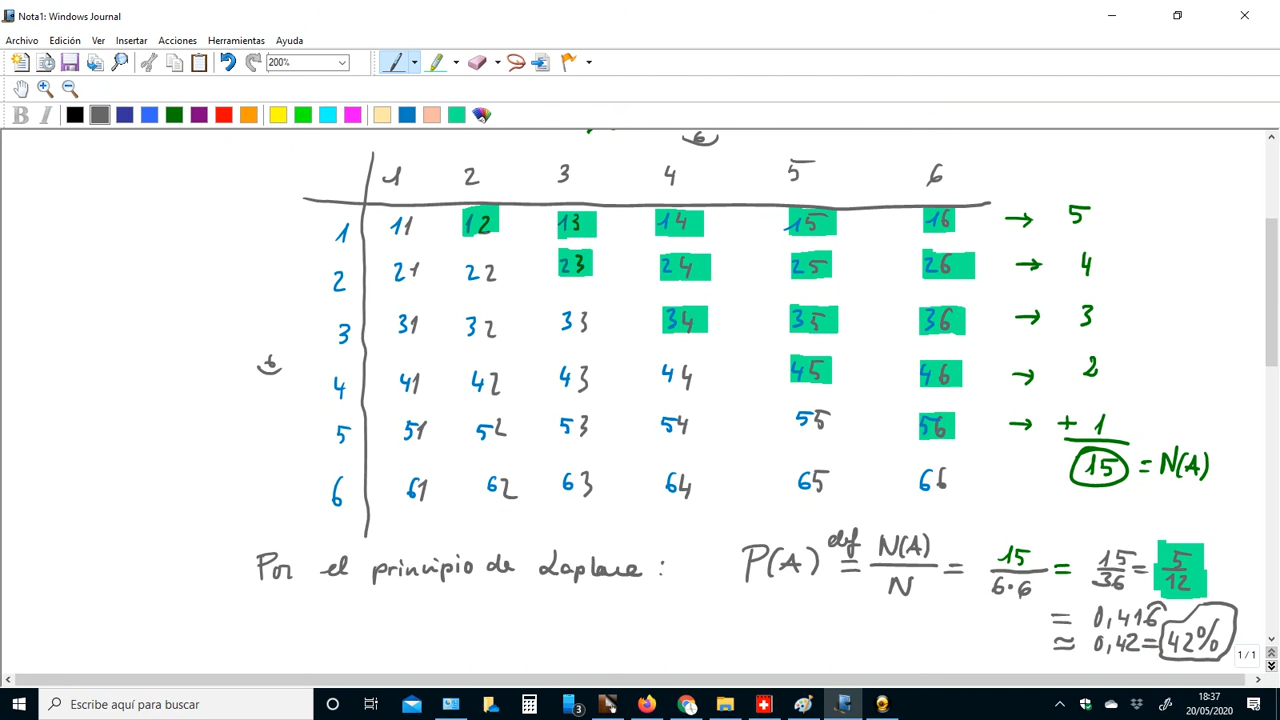 Nota1: Windows Journal
Archivo Edición Ver Insertar Acciones Herramientas Ayuda
200%
B I
6
1 2 3 4 5 6
1 11 12 13 14 15 16 → 5
2 21 22 23 24 25 26 → 4
3 31 32 33 34 35 36 → 3
6
4 41 42 43 44 45 46 → 2
5 51 52 53 54 55 56 → + 1
15 = N(A)
6 61 62 63 64 65 66
Por el principio de Laplace : P(A) def = N(A)/N = 15/6·6 = 15/36 = 5/12
= 0,416
≈ 0,42 = 42%
1 / 1
Escribe aquí para buscar
3
18:37
20/05/2020